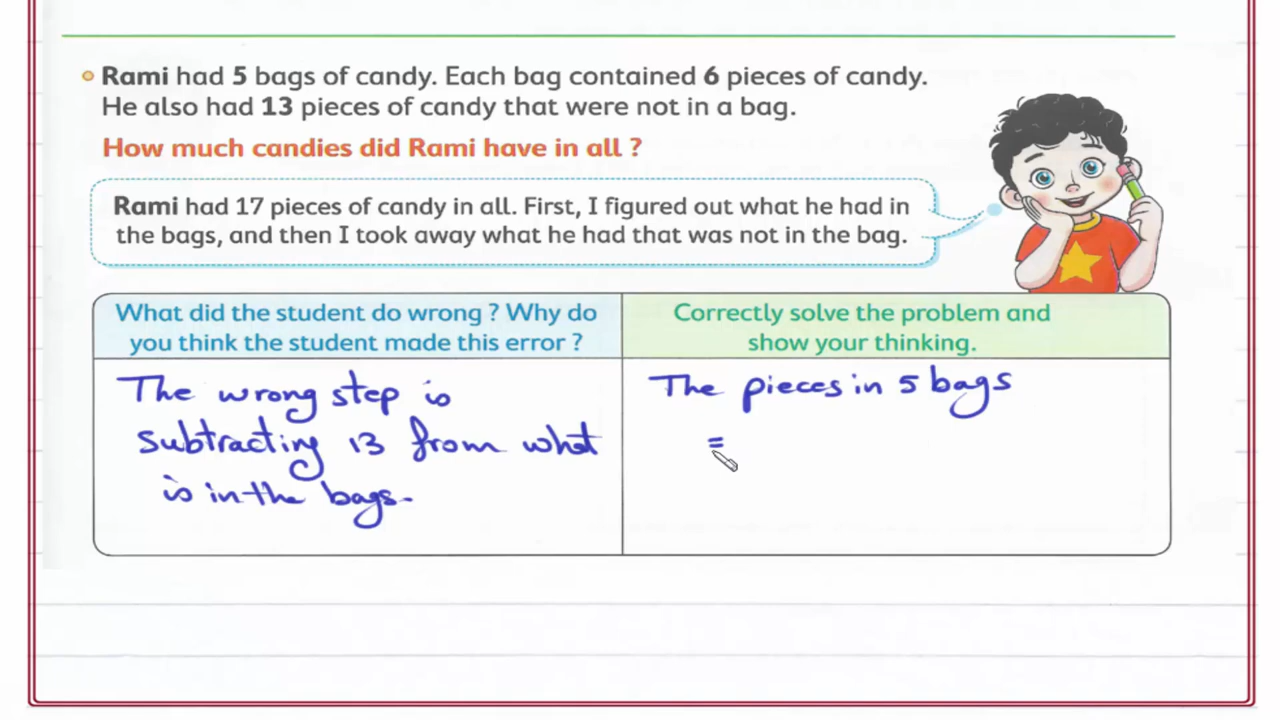 Rami had 5 bags of candy. Each bag contained 6 pieces of candy.
He also had 13 pieces of candy that were not in a bag.
How much candies did Rami have in all ?
Rami had 17 pieces of candy in all. First, I figured out what he had in
the bags, and then I took away what he had that was not in the bag.
What did the student do wrong ? Why do
you think the student made this error ?
The wrong step is
subtracting 13 from what
is in the bags.
Correctly solve the problem and
show your thinking.
The pieces in 5 bags
=